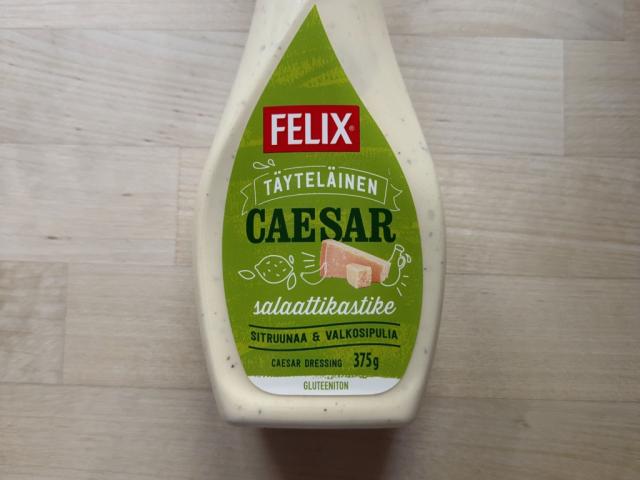 FELIX®
TÄYTELÄINEN
CAESAR
salaattikastike
SITRUUNAA & VALKOSIPULIA
CAESAR DRESSING 375g
GLUTEENITON